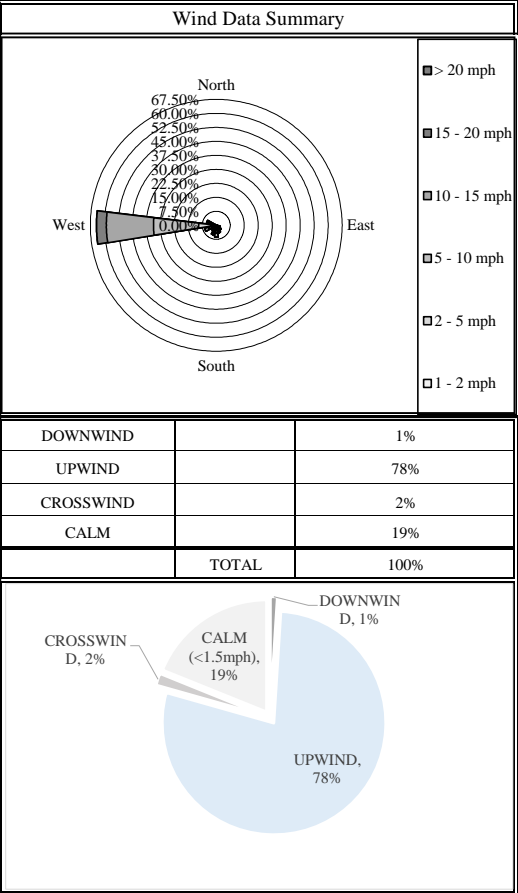 Wind Data Summary
North
67.50%
60.00%
52.50%
45.00%
37.50%
30.00%
22.50%
15.00%
7.50%
0.00%
West
East
South
> 20 mph
15 - 20 mph
10 - 15 mph
5 - 10 mph
2 - 5 mph
1 - 2 mph
DOWNWIND 1%
UPWIND 78%
CROSSWIND 2%
CALM 19%
TOTAL 100%
DOWNWIN
D, 1%
CROSSWIN
D, 2%
CALM
(<1.5mph),
19%
UPWIND,
78%